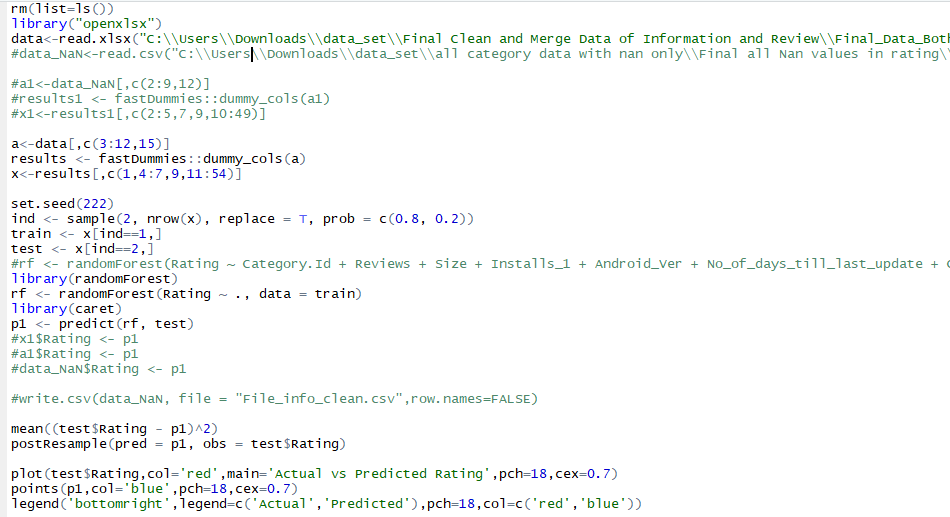 rm(list=ls())
library("openxlsx")
data<-read.xlsx("C:\\Users\\Downloads\\data_set\\Final Clean and Merge Data of Information and Review\\Final_Data_Both
#data_NaN<-read.csv("C:\\Users\\Downloads\\data_set\\all category data with nan only\\Final all Nan values in rating\
#a1<-data_NaN[,c(2:9,12)]
#results1 <- fastDummies::dummy_cols(a1)
#x1<-results1[,c(2:5,7,9,10:49)]
a<-data[,c(3:12,15)]
results <- fastDummies::dummy_cols(a)
x<-results[,c(1,4:7,9,11:54)]
set.seed(222)
ind <- sample(2, nrow(x), replace = T, prob = c(0.8, 0.2))
train <- x[ind==1,]
test <- x[ind==2,]
#rf <- randomForest(Rating ~ Category.Id + Reviews + Size + Installs_1 + Android_Ver + No_of_days_till_last_update +
library(randomForest)
rf <- randomForest(Rating ~ ., data = train)
library(caret)
p1 <- predict(rf, test)
#x1$Rating <- p1
#a1$Rating <- p1
#data_NaN$Rating <- p1
#write.csv(data_NaN, file = "File_info_clean.csv",row.names=FALSE)
mean((test$Rating - p1)^2)
postResample(pred = p1, obs = test$Rating)
plot(test$Rating,col='red',main='Actual vs Predicted Rating',pch=18,cex=0.7)
points(p1,col='blue',pch=18,cex=0.7)
legend('bottomright',legend=c('Actual','Predicted'),pch=18,col=c('red','blue'))